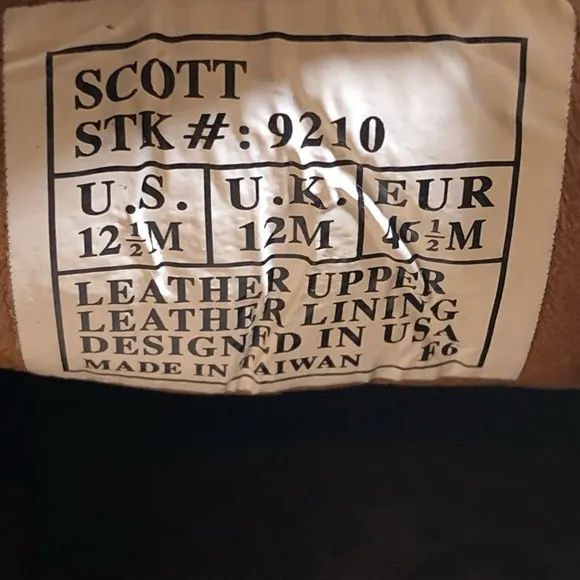 SCOTT
STK #: 9210
U.S. U.K. EUR
12½M 12M 46½M
LEATHER UPPER
LEATHER LINING
DESIGNED IN USA
MADE IN TAIWAN F6